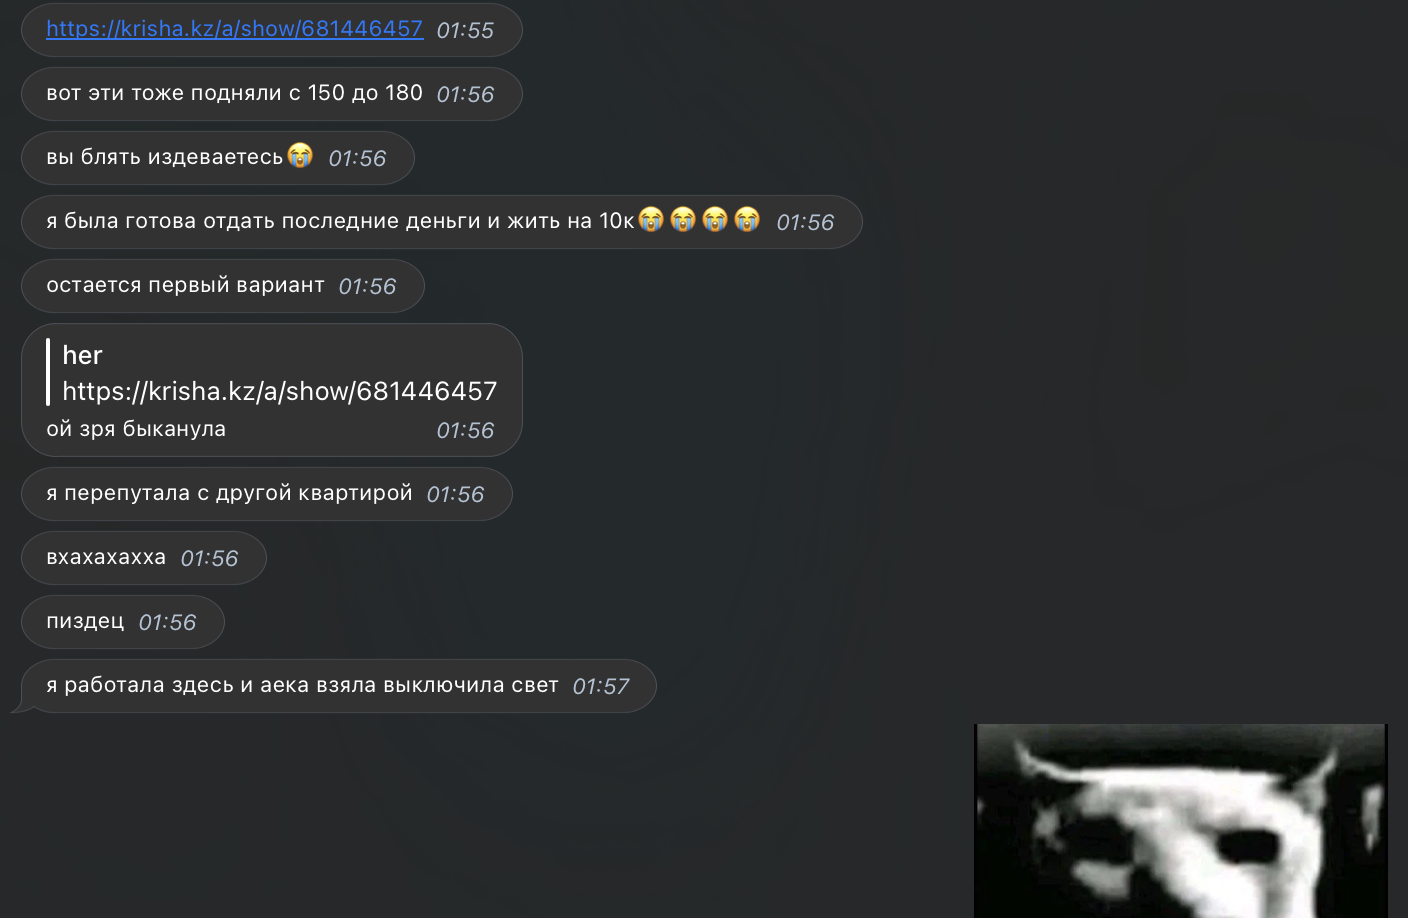 https://krisha.kz/a/show/681446457 01:55
вот эти тоже подняли с 150 до 180 01:56
вы блять издеваетесь😭 01:56
я была готова отдать последние деньги и жить на 10к😭😭😭😭 01:56
остается первый вариант 01:56
her
https://krisha.kz/a/show/681446457
ой зря быканула 01:56
я перепутала с другой квартирой 01:56
вхахахахха 01:56
пиздец 01:56
я работала здесь и аека взяла выключила свет 01:57